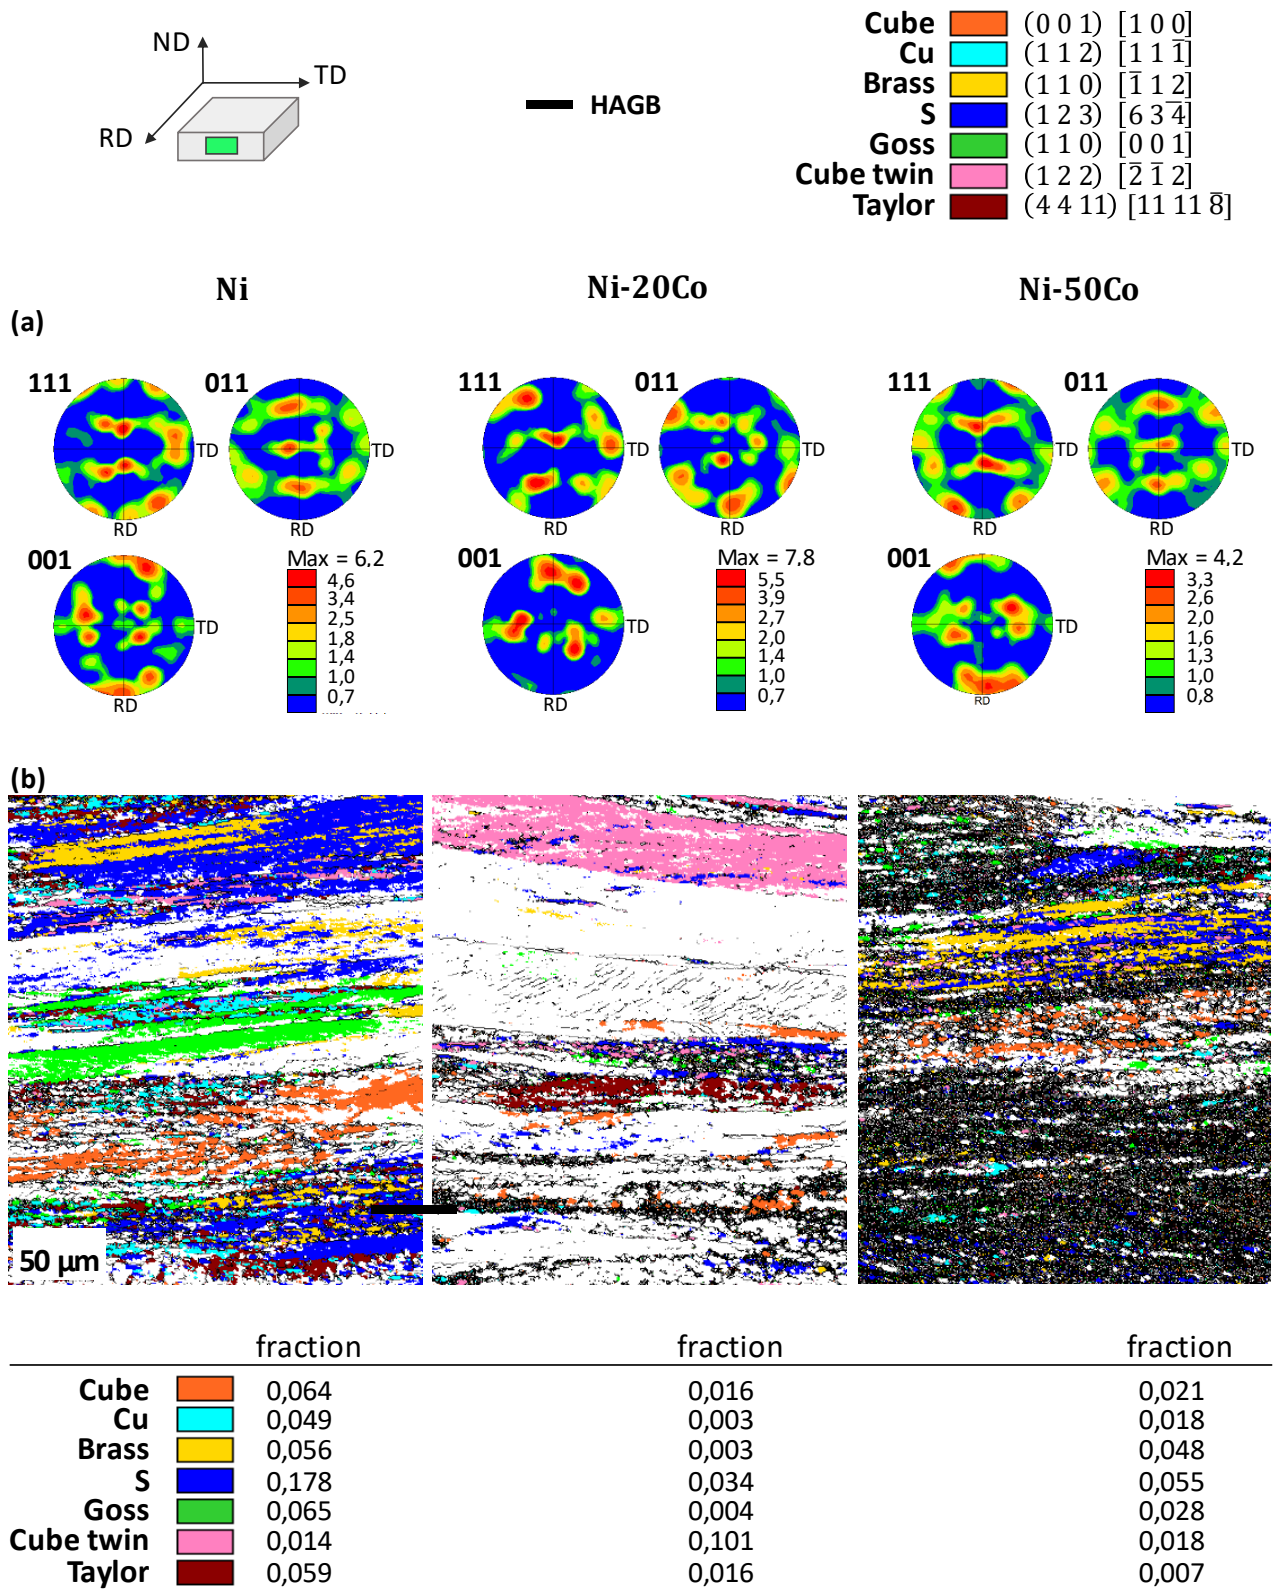 ND
TD
RD
HAGB
Cube (0 0 1) [1 0 0]
Cu (1 1 2) [1 1 1̅]
Brass (1 1 0) [1̅ 1 2]
S (1 2 3) [6 3 4̅]
Goss (1 1 0) [0 0 1]
Cube twin (1 2 2) [2̅ 1̅ 2]
Taylor (4 4 11) [11 11 8̅]
Ni Ni-20Co Ni-50Co
(a)
111 011 111 011 111 011
TD TD TD TD TD TD
RD RD RD RD RD RD
001 Max = 6,2 001 Max = 7,8 001 Max = 4,2
4,6 5,5 3,3
3,4 3,9 2,6
2,5 2,7 2,0
1,8 2,0 1,6
1,4 1,4 1,3
1,0 1,0 1,0
0,7 0,7 0,8
TD TD TD
RD RD RD
(b)
50 μm
fraction fraction fraction
Cube 0,064 0,016 0,021
Cu 0,049 0,003 0,018
Brass 0,056 0,003 0,048
S 0,178 0,034 0,055
Goss 0,065 0,004 0,028
Cube twin 0,014 0,101 0,018
Taylor 0,059 0,016 0,007